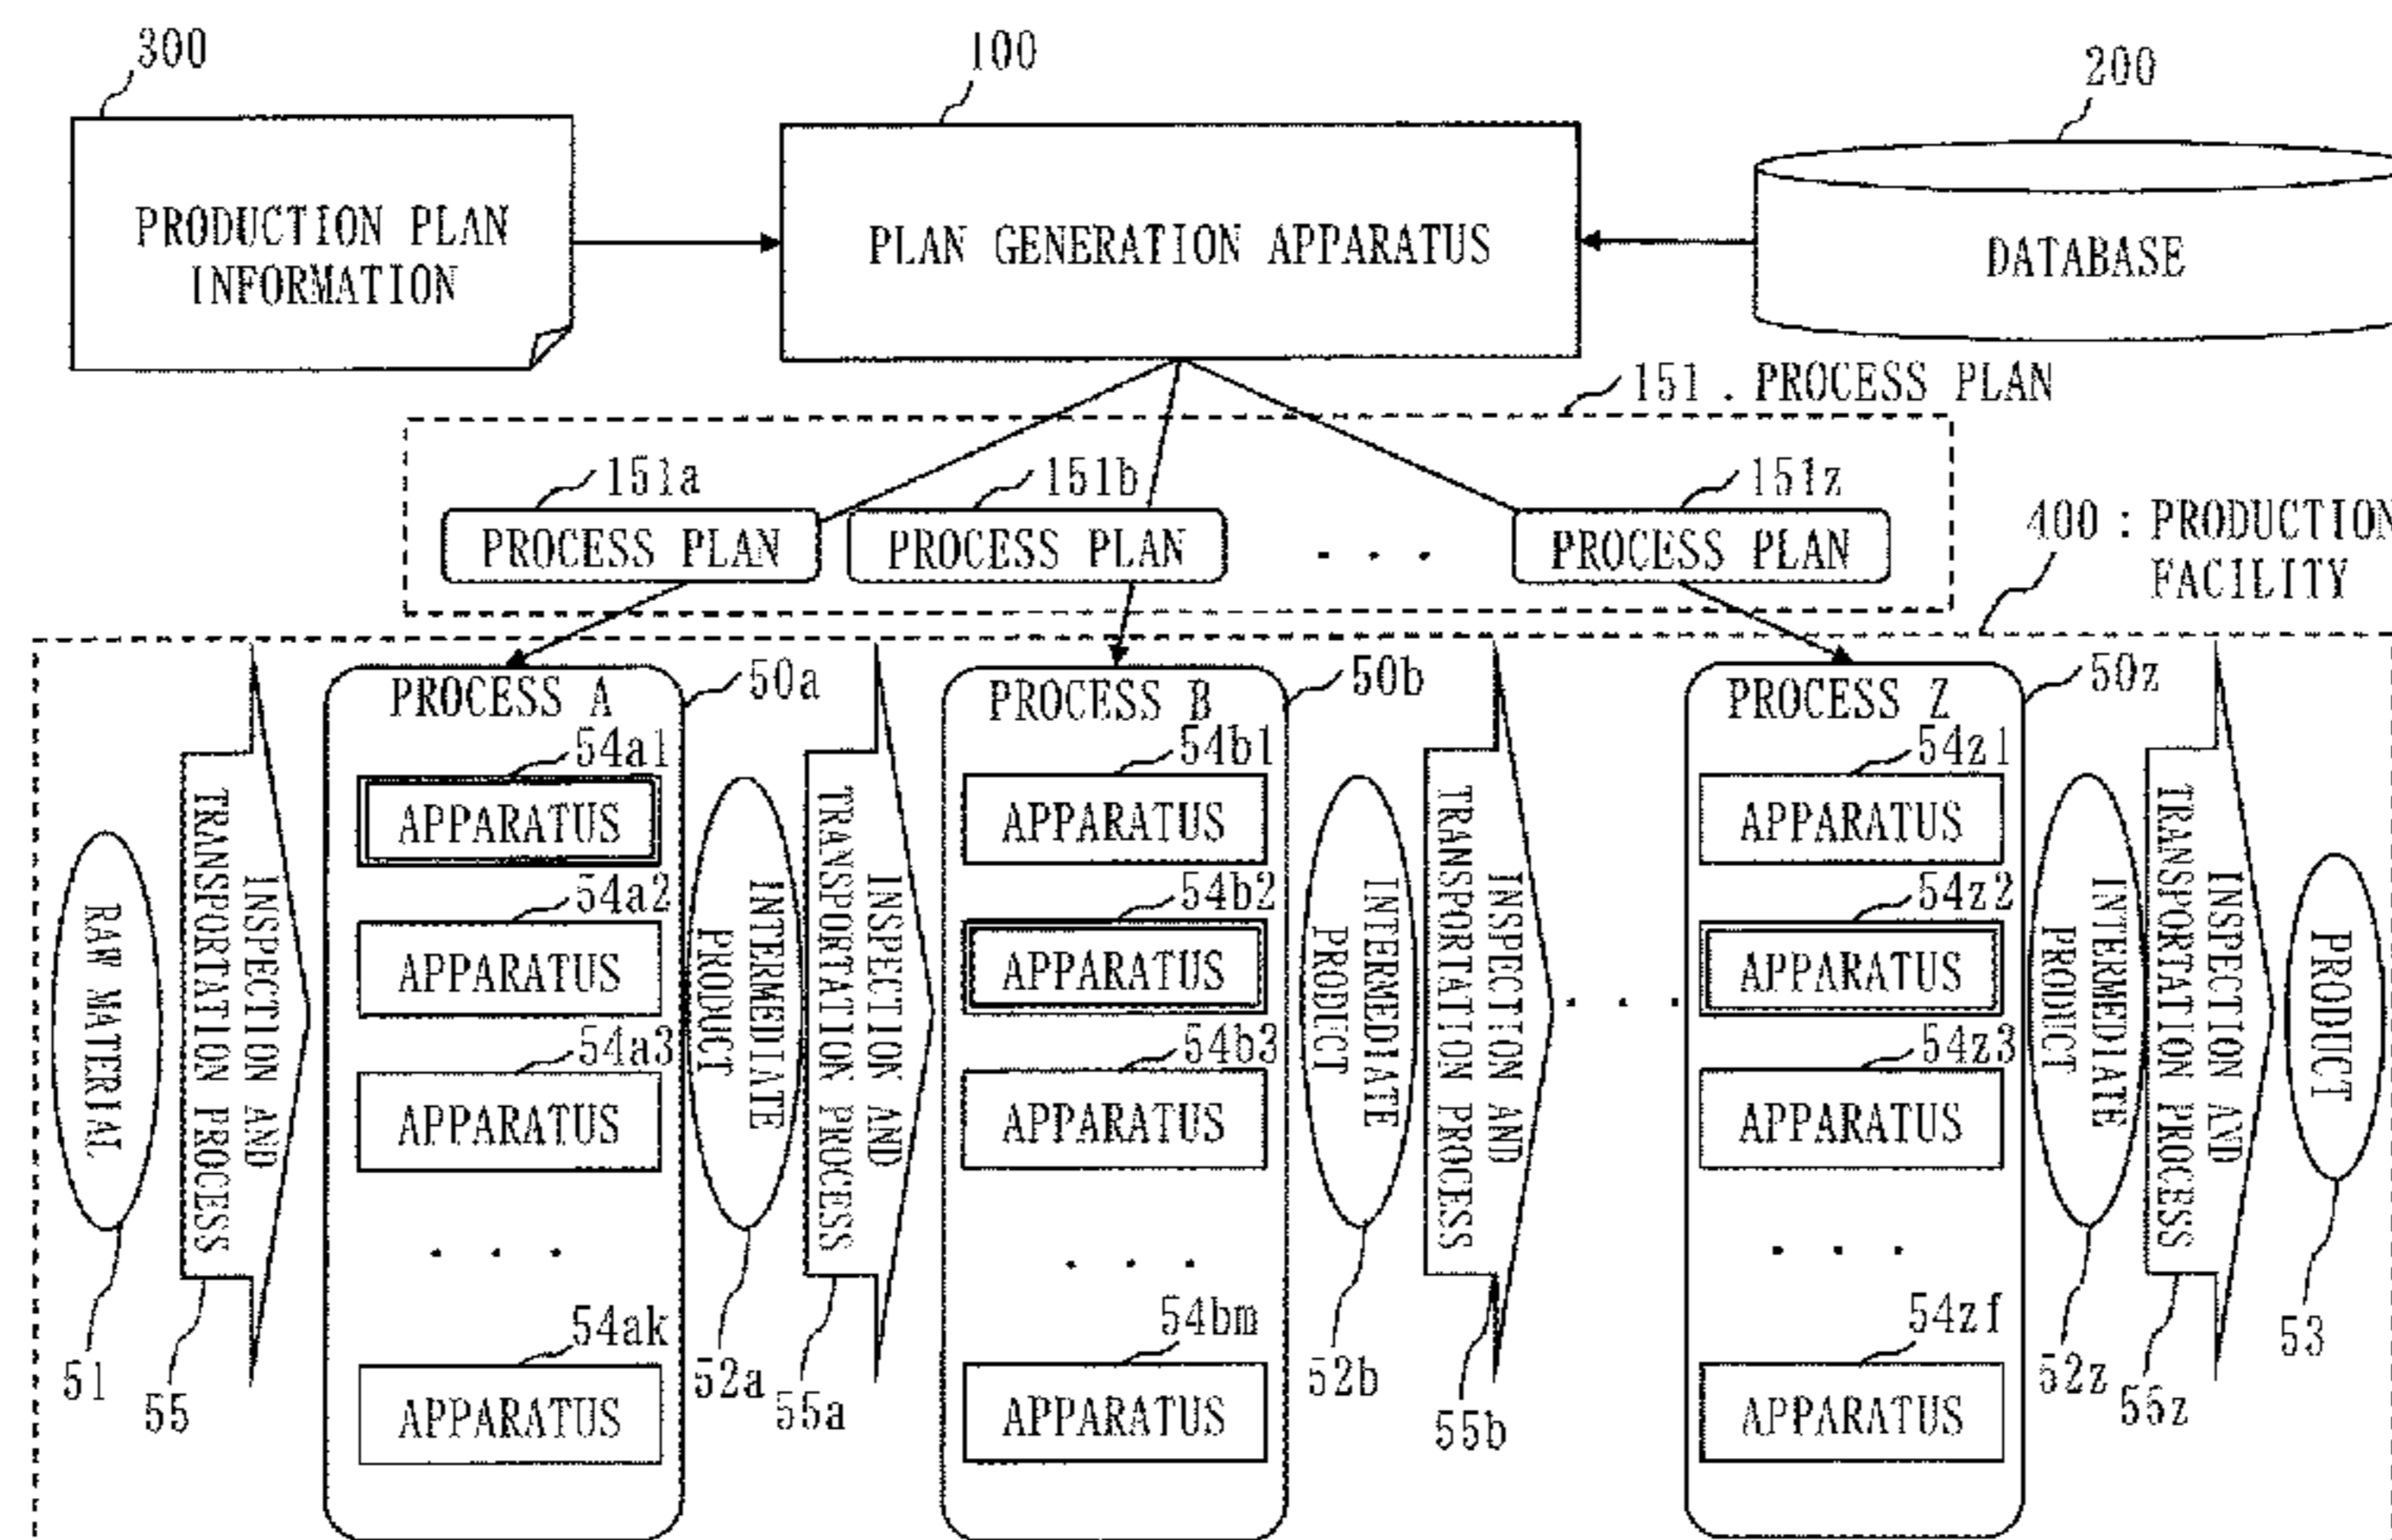 300
100
200
PRODUCTION PLAN
INFORMATION
PLAN GENERATION APPARATUS
DATABASE
151 . PROCESS PLAN
151a
151b
151z
PROCESS PLAN
PROCESS PLAN
. . .
PROCESS PLAN
400 : PRODUCTION
FACILITY
50a
50b
50z
PROCESS A
PROCESS B
PROCESS Z
RAW MATERIAL
INSPECTION AND
TRANSPORTATION PROCESS
54a1
APPARATUS
54a2
APPARATUS
54a3
APPARATUS
. . .
54ak
APPARATUS
INTERMEDIATE
PRODUCT
INSPECTION AND
TRANSPORTATION PROCESS
54b1
APPARATUS
54b2
APPARATUS
54b3
APPARATUS
. . .
54bm
APPARATUS
INTERMEDIATE
PRODUCT
INSPECTION AND
TRANSPORTATION PROCESS
. . .
54z1
APPARATUS
54z2
APPARATUS
54z3
APPARATUS
. . .
54zf
APPARATUS
INTERMEDIATE
PRODUCT
INSPECTION AND
TRANSPORTATION PROCESS
PRODUCT
51
55
52a
55a
52b
55b
52z
55z
53